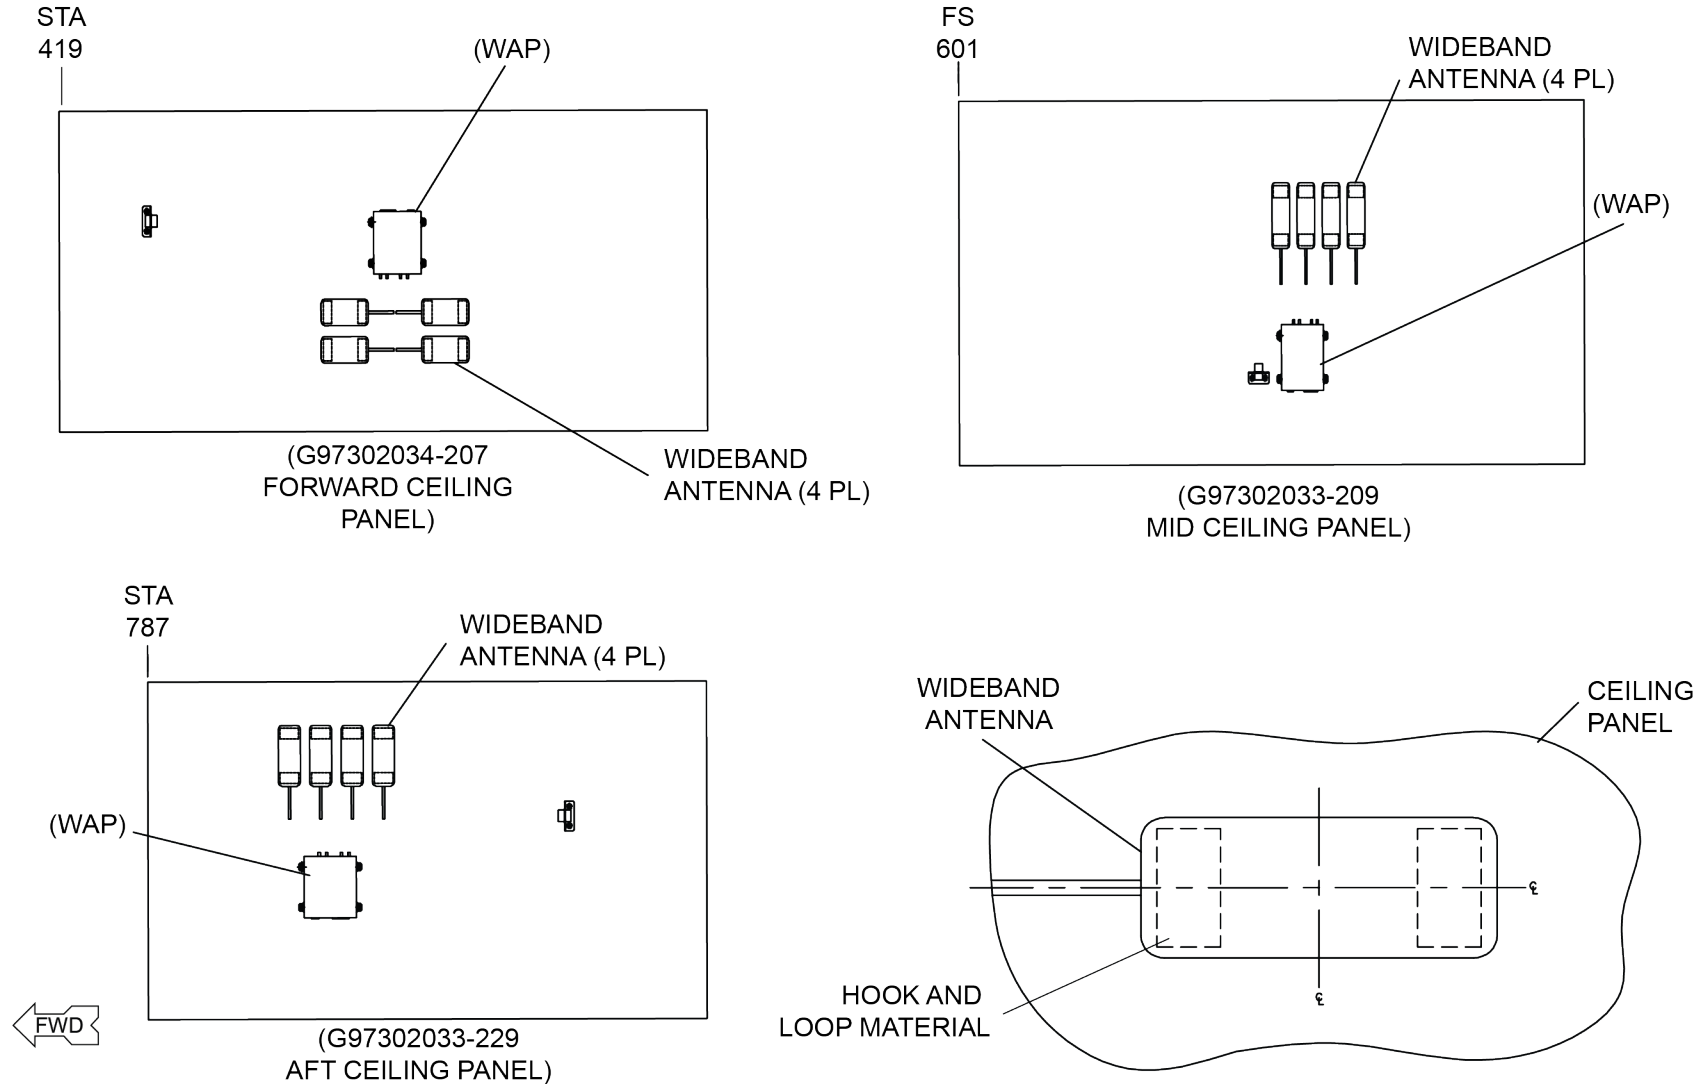 STA
419
(WAP)
WIDEBAND
ANTENNA (4 PL)
(G97302034-207
FORWARD CEILING
PANEL)
FS
601
WIDEBAND
ANTENNA (4 PL)
(WAP)
(G97302033-209
MID CEILING PANEL)
STA
787
WIDEBAND
ANTENNA (4 PL)
(WAP)
(G97302033-229
AFT CEILING PANEL)
FWD
WIDEBAND
ANTENNA
CEILING
PANEL
℄
℄
HOOK AND
LOOP MATERIAL